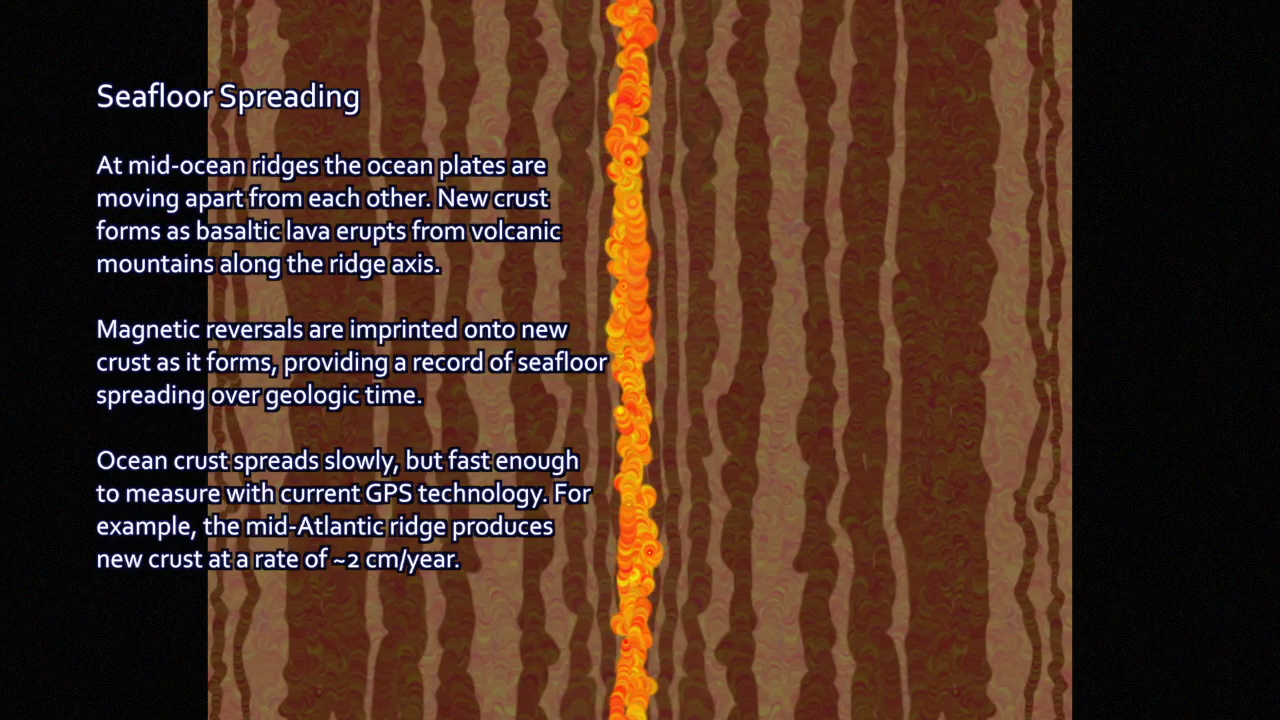 Seafloor Spreading
At mid-ocean ridges the ocean plates are
moving apart from each other. New crust
forms as basaltic lava erupts from volcanic
mountains along the ridge axis.
Magnetic reversals are imprinted onto new
crust as it forms, providing a record of seafloor
spreading over geologic time.
Ocean crust spreads slowly, but fast enough
to measure with current GPS technology. For
example, the mid-Atlantic ridge produces
new crust at a rate of ~2 cm/year.